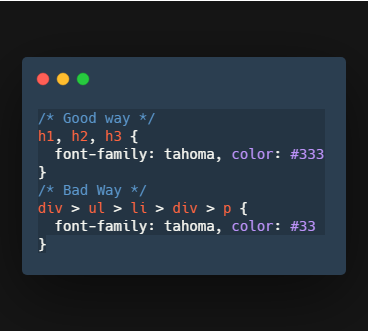 /* Good way */
h1, h2, h3 {
  font-family: tahoma, color: #333
}
/* Bad Way */
div > ul > li > div > p {
  font-family: tahoma, color: #33
}